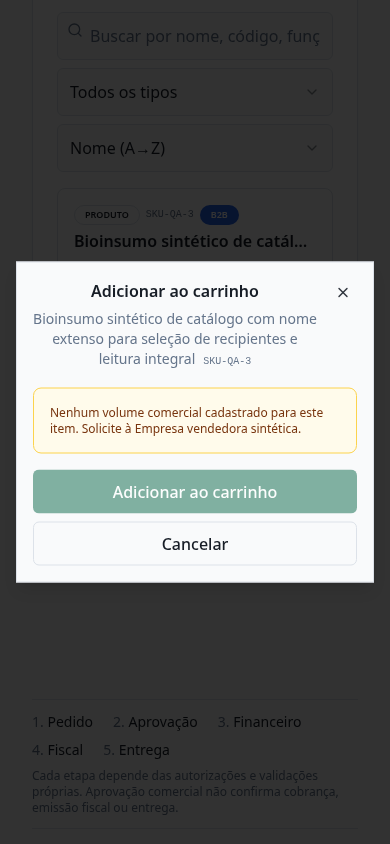 Buscar por nome, código, funç
Todos os tipos
Nome (A→Z)
PRODUTO SKU-QA-3 B2B
Bioinsumo sintético de catál...
Adicionar ao carrinho
Bioinsumo sintético de catálogo com nome
extenso para seleção de recipientes e
leitura integral SKU-QA-3
Nenhum volume comercial cadastrado para este
item. Solicite à Empresa vendedora sintética.
Adicionar ao carrinho
Cancelar
1. Pedido 2. Aprovação 3. Financeiro
4. Fiscal 5. Entrega
Cada etapa depende das autorizações e validações
próprias. Aprovação comercial não confirma cobrança,
emissão fiscal ou entrega.